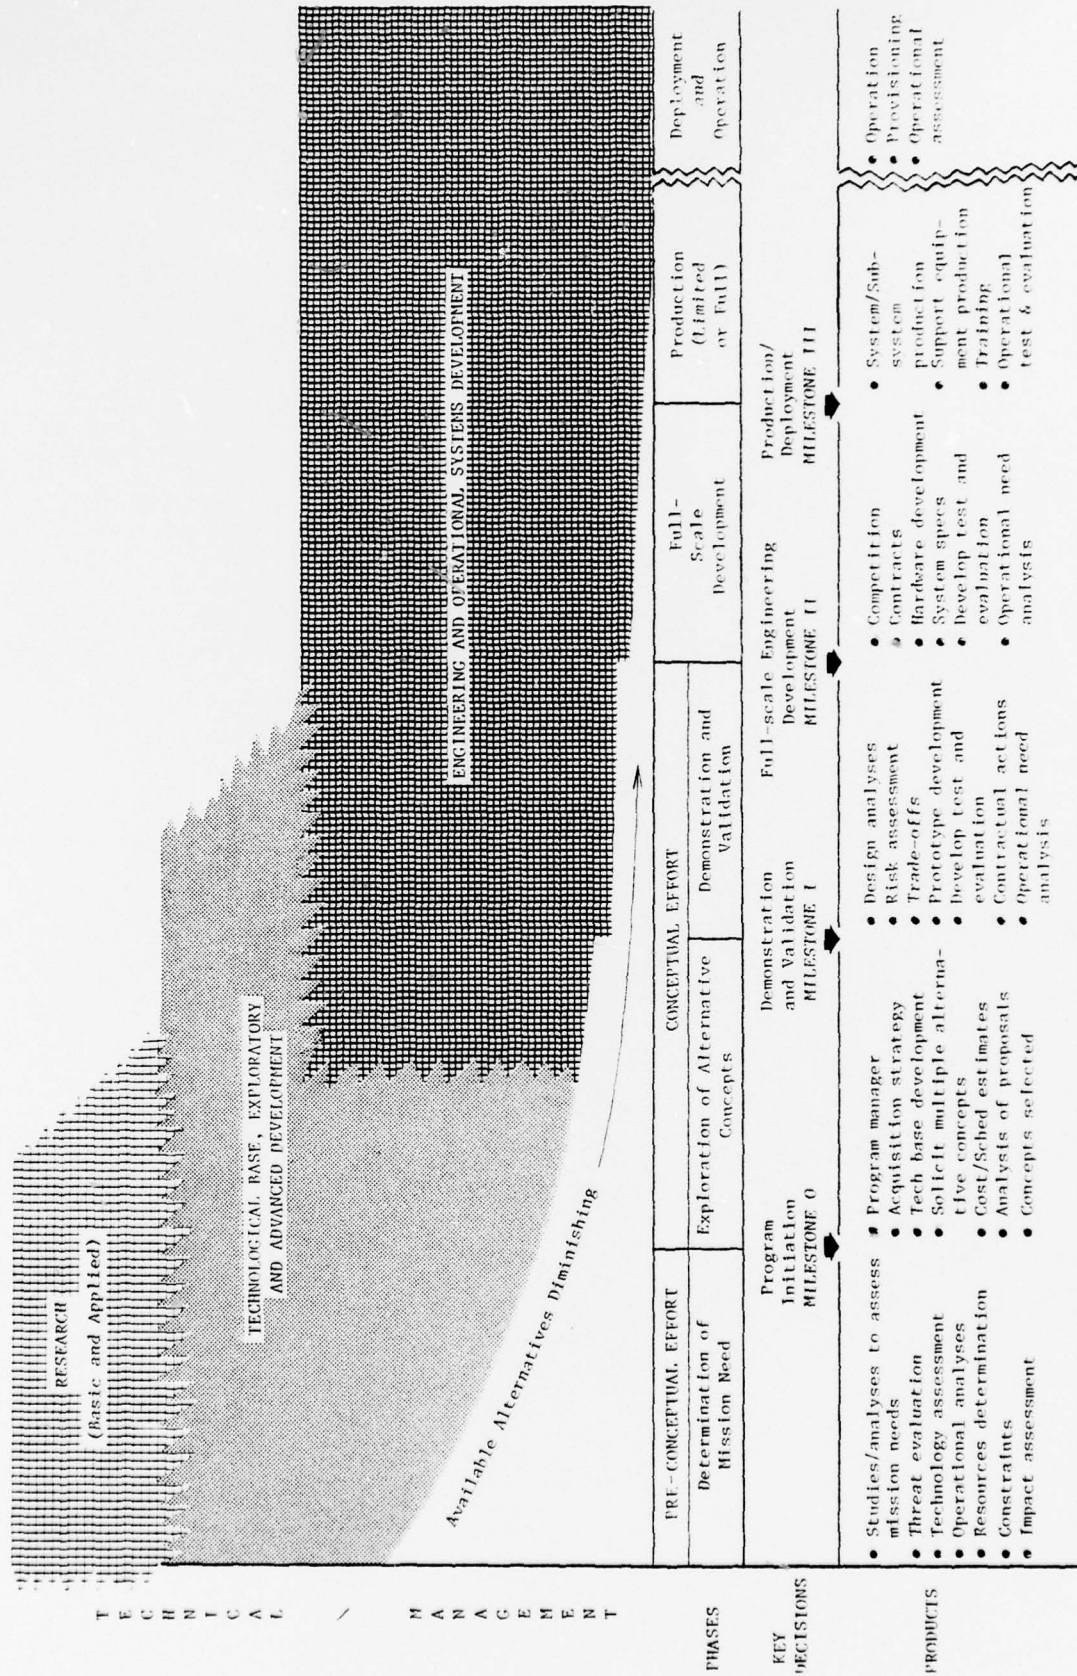 TECHNICAL / MANAGEMENT
RESEARCH
(Basic and Applied)
TECHNOLOGICAL BASE, EXPLORATORY
AND ADVANCED DEVELOPMENT
ENGINEERING AND OPERATIONAL SYSTEMS DEVELOPMENT
Available Alternatives Diminishing
PHASES
PRE-CONCEPTUAL EFFORT
Determination of
Mission Need
CONCEPTUAL EFFORT
Exploration of Alternative
Concepts
Demonstration and
Validation
Full-
Scale
Development
Production
(Limited
or Full)
Deployment
and
Operation
KEY
DECISIONS
Program
Initiation
MILESTONE O
Demonstration
and Validation
MILESTONE I
Full-scale Engineering
Development
MILESTONE II
Production/
Deployment
MILESTONE III
PRODUCTS
• Studies/analyses to assess
mission needs
• Threat evaluation
• Technology assessment
• Operational analyses
• Resources determination
• Constraints
• Impact assessment
• Program manager
• Acquisition strategy
• Tech base development
• Solicit multiple alterna-
tive concepts
• Cost/Sched estimates
• Analysis of proposals
• Concepts selected
• Design analyses
• Risk assessment
• Trade-offs
• Prototype development
• Develop test and
evaluation
• Contractual actions
• Operational need
analysis
• Competition
• Contracts
• Hardware development
• System specs
• Develop test and
evaluation
• Operational need
analysis
• System/Sub-
system
production
• Support equip-
ment production
• Training
• Operational
test & evaluation
• Operation
• Provisioning
• Operational
assessment